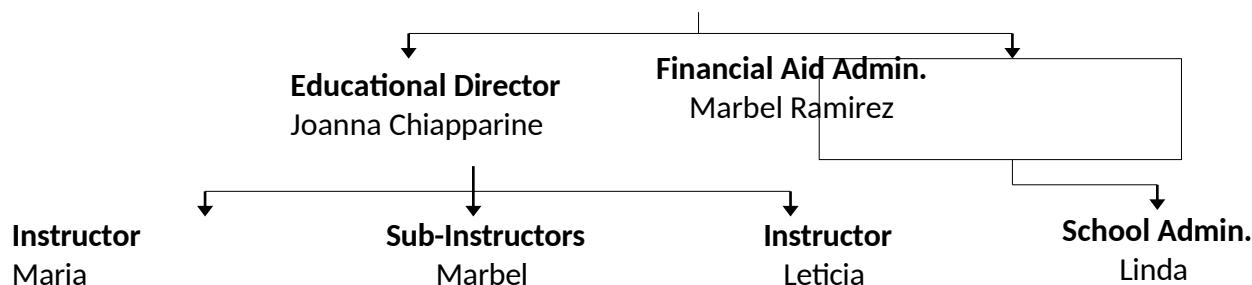 Educational Director
Joanna Chiapparine
Financial Aid Admin.
Marbel Ramirez
Instructor
Maria
Sub-Instructors
Marbel
Instructor
Leticia
School Admin.
Linda